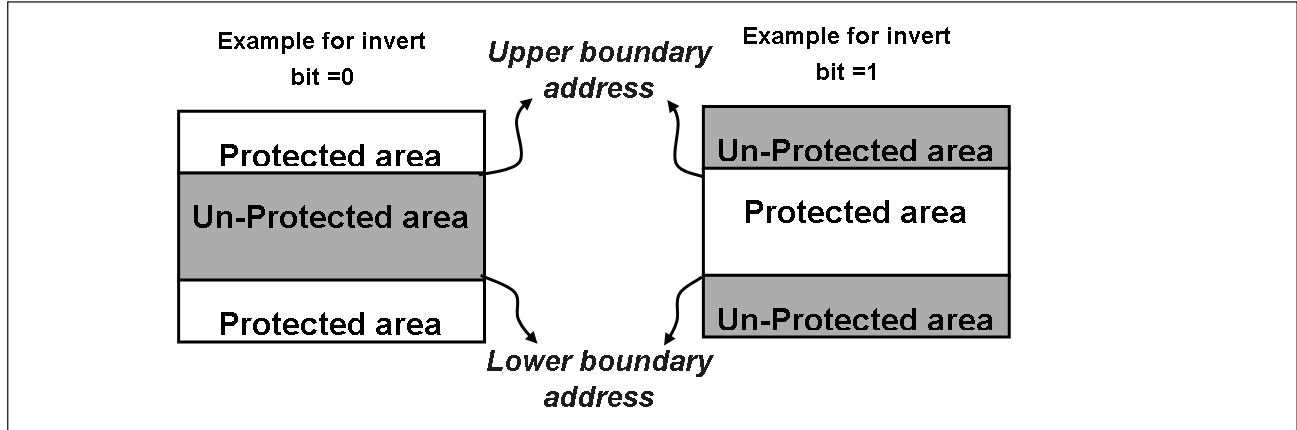 Example for invert
bit =0
Protected area
Un-Protected area
Protected area
Upper boundary
address
Lower boundary
address
Example for invert
bit =1
Un-Protected area
Protected area
Un-Protected area